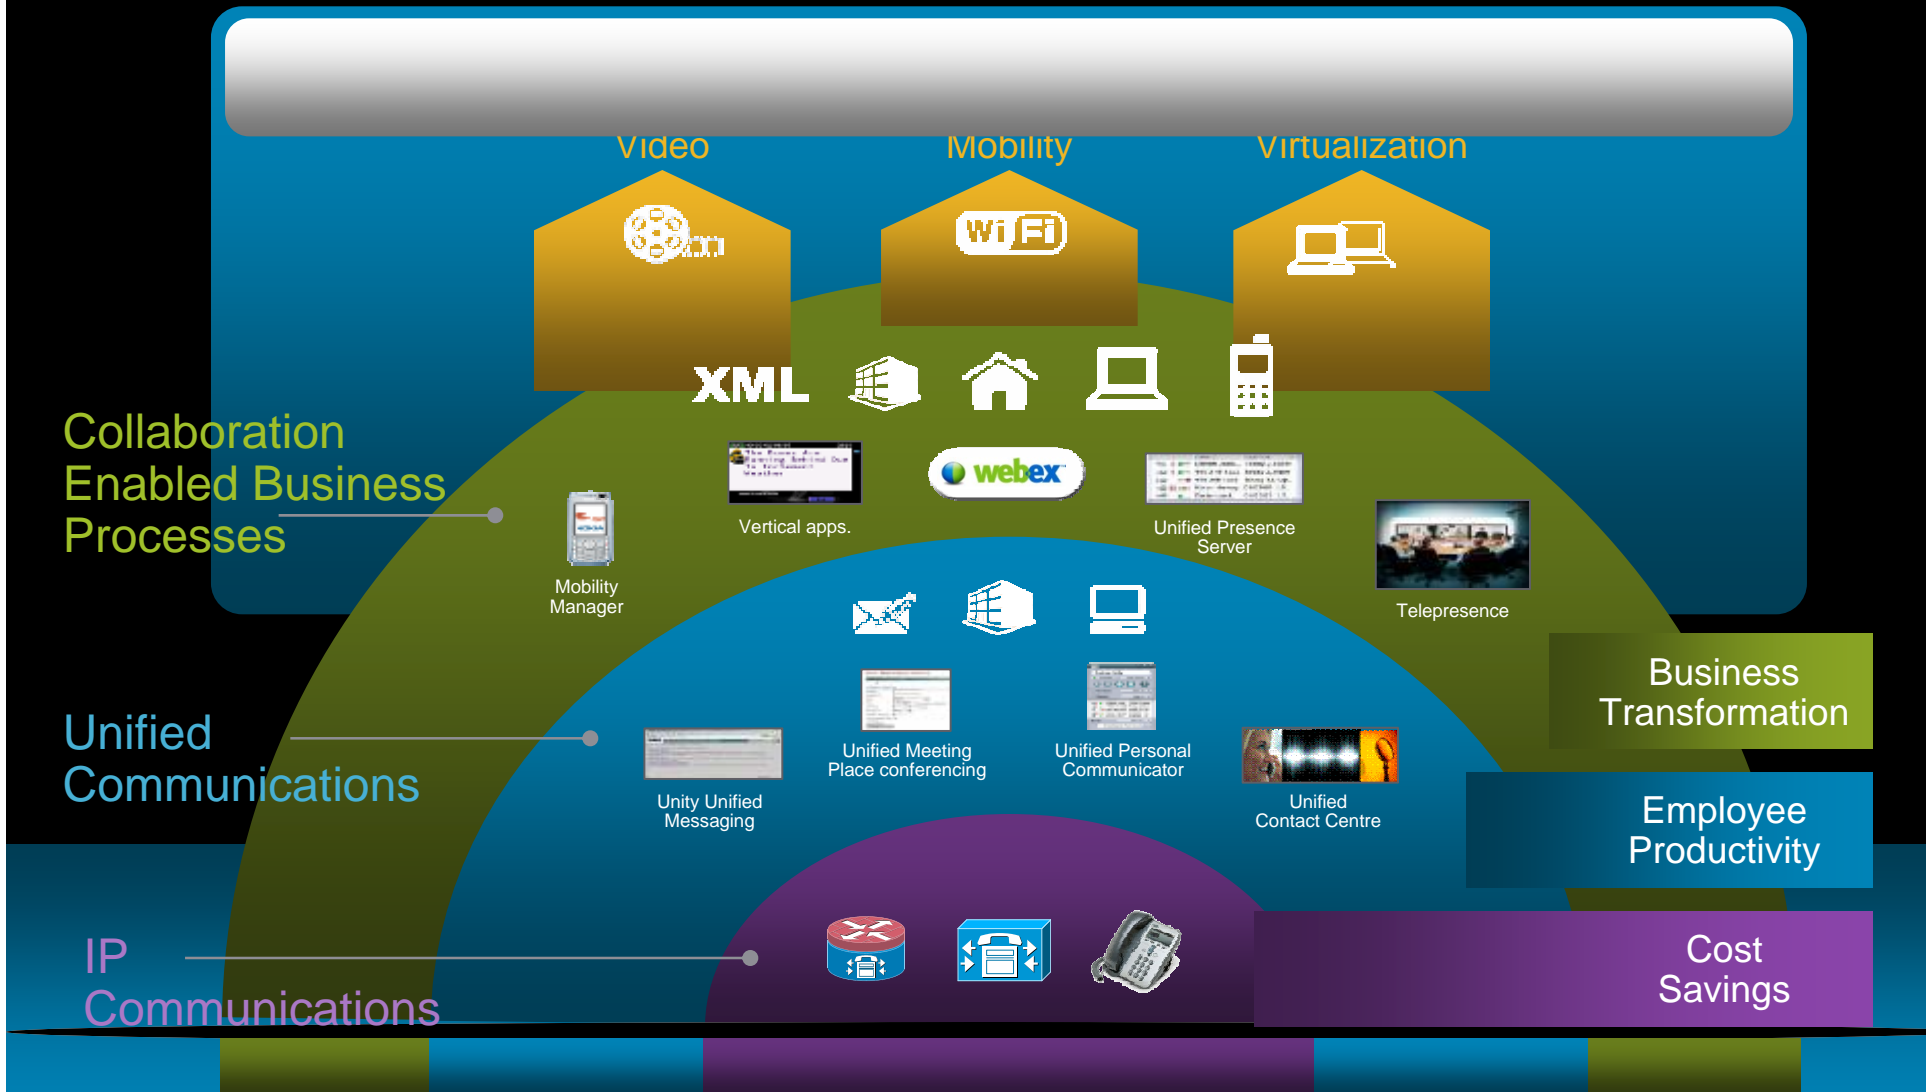 Video
Mobility
Virtualization
Wi Fi
XML
Collaboration
Enabled Business
Processes
webex
Vertical apps.
Unified Presence
Server
Mobility
Manager
Telepresence
Business
Transformation
Unified
Communications
Unified Meeting
Place conferencing
Unified Personal
Communicator
Unity Unified
Messaging
Unified
Contact Centre
Employee
Productivity
IP
Communications
Cost
Savings